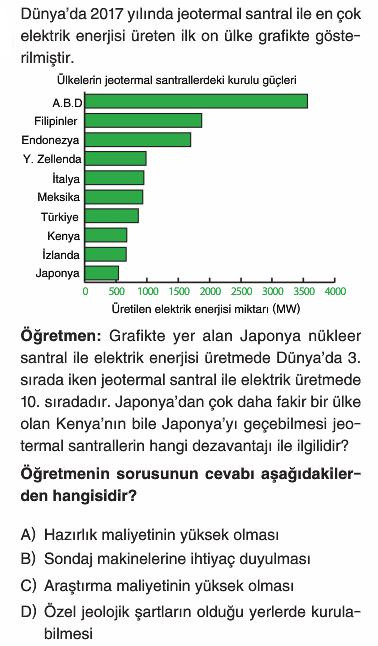 Dünya'da 2017 yılında jeotermal santral ile en çok
elektrik enerjisi üreten ilk on ülke grafikte göste-
rilmiştir.
Ülkelerin jeotermal santrallerdeki kurulu güçleri
A.B.D
Filipinler
Endonezya
Y. Zellenda
İtalya
Meksika
Türkiye
Kenya
İzlanda
Japonya
0 500 1000 1500 2000 2500 3000 3500 4000
Üretilen elektrik enerjisi miktarı (MW)
Öğretmen: Grafikte yer alan Japonya nükleer
santral ile elektrik enerjisi üretmede Dünya'da 3.
sırada iken jeotermal santral ile elektrik üretmede
10. sıradadır. Japonya'dan çok daha fakir bir ülke
olan Kenya'nın bile Japonya'yı geçebilmesi jeo-
termal santrallerin hangi dezavantajı ile ilgilidir?
Öğretmenin sorusunun cevabı aşağıdakiler-
den hangisidir?
A) Hazırlık maliyetinin yüksek olması
B) Sondaj makinelerine ihtiyaç duyulması
C) Araştırma maliyetinin yüksek olması
D) Özel jeolojik şartların olduğu yerlerde kurula-
bilmesi